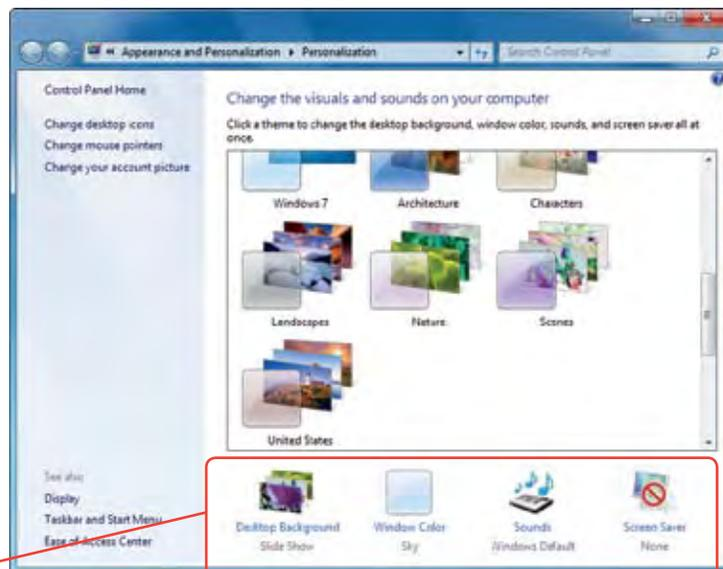 « Appearance and Personalization ▸ Personalization
Search Control Panel
Control Panel Home
Change desktop icons
Change mouse pointers
Change your account picture
Change the visuals and sounds on your computer
Click a theme to change the desktop background, window color, sounds, and screen saver all at
once.
Windows 7 Architecture Characters
Landscapes Nature Scenes
United States
See also
Display
Taskbar and Start Menu
Ease of Access Center
Desktop Background Window Color Sounds Screen Saver
Slide Show Sky Windows Default None